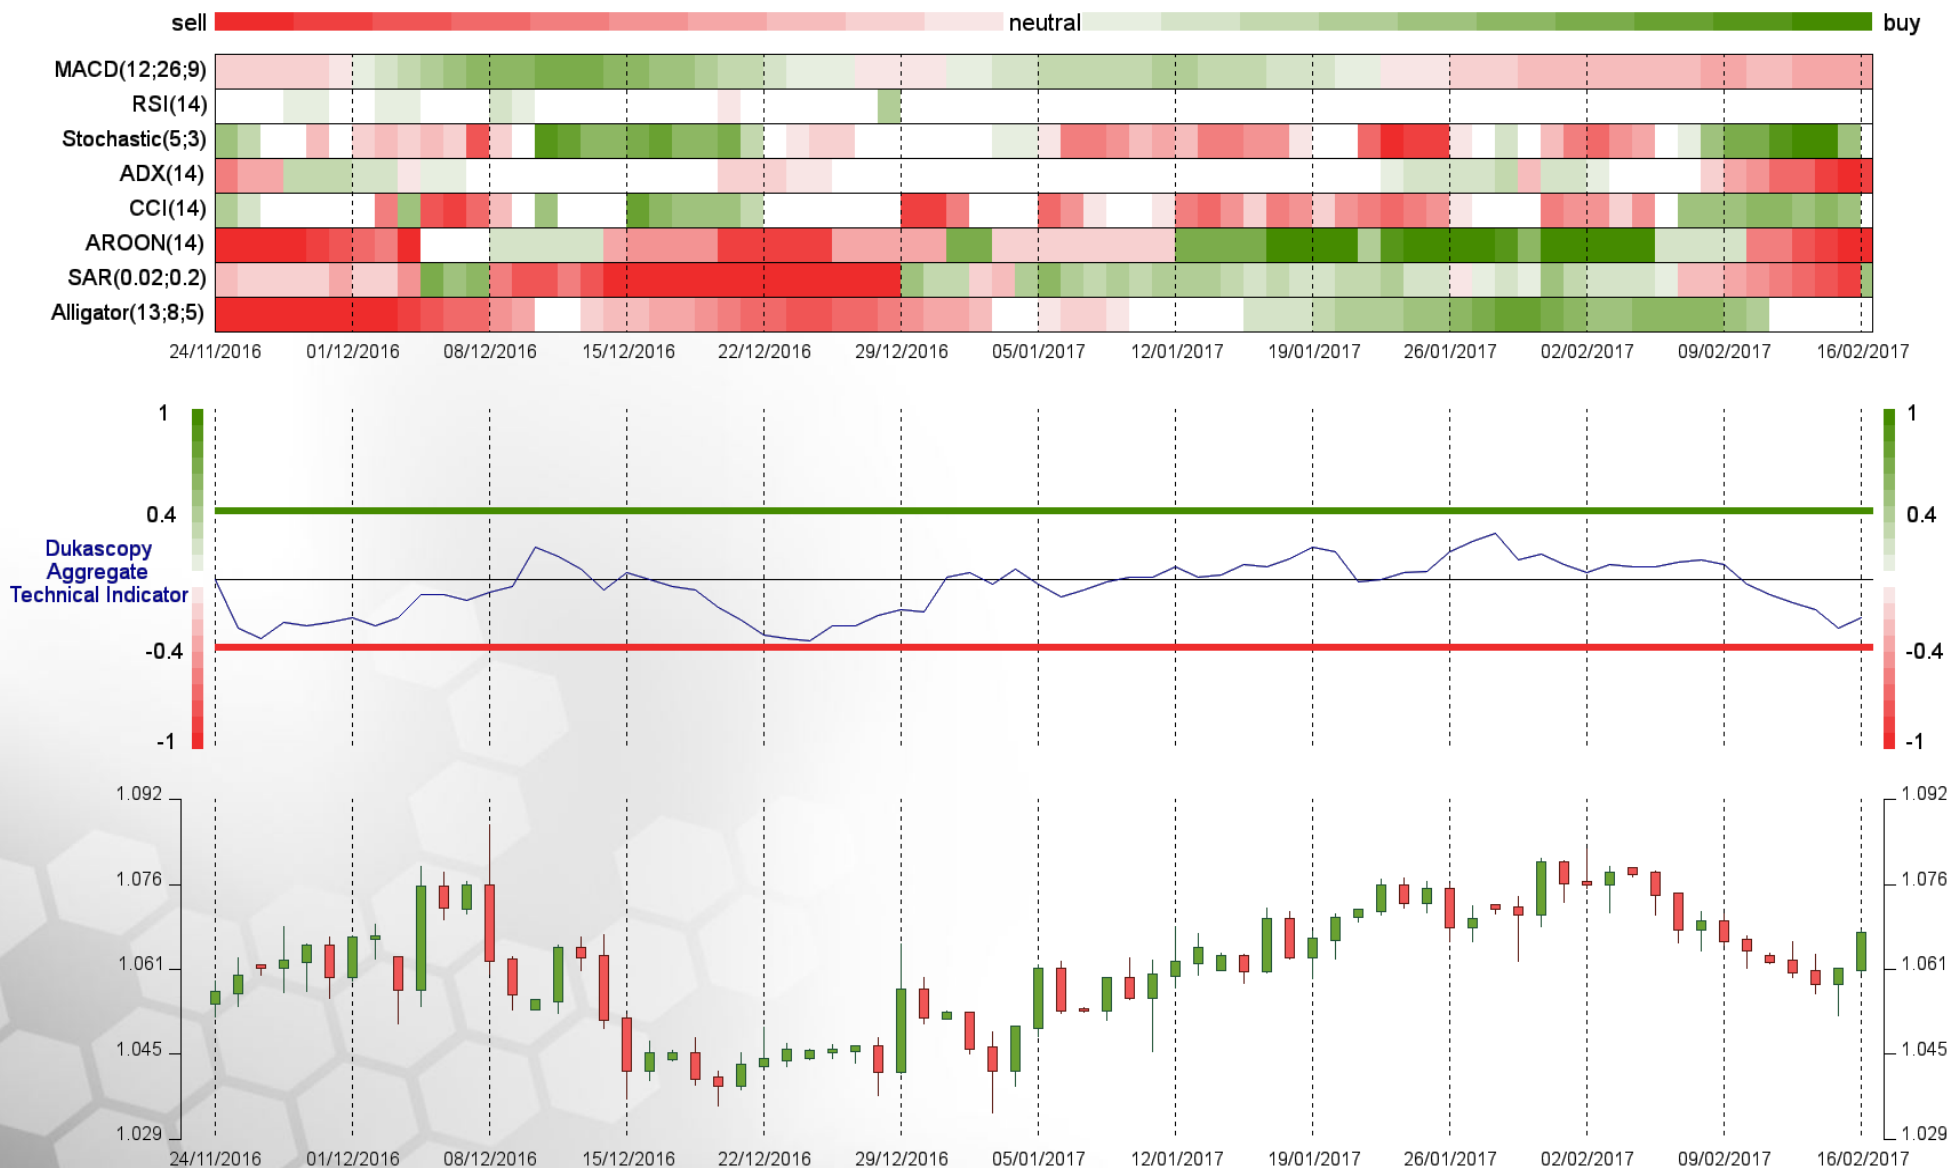 sell neutral buy
MACD(12;26;9)
RSI(14)
Stochastic(5;3)
ADX(14)
CCI(14)
AROON(14)
SAR(0.02;0.2)
Alligator(13;8;5)
24/11/2016 01/12/2016 08/12/2016 15/12/2016 22/12/2016 29/12/2016 05/01/2017 12/01/2017 19/01/2017 26/01/2017 02/02/2017 09/02/2017 16/02/2017
1 1
0.4 0.4
Dukascopy
Aggregate
Technical Indicator
-0.4 -0.4
-1 -1
1.092 1.092
1.076 1.076
1.061 1.061
1.045 1.045
1.029 1.029
24/11/2016 01/12/2016 08/12/2016 15/12/2016 22/12/2016 29/12/2016 05/01/2017 12/01/2017 19/01/2017 26/01/2017 02/02/2017 09/02/2017 16/02/2017